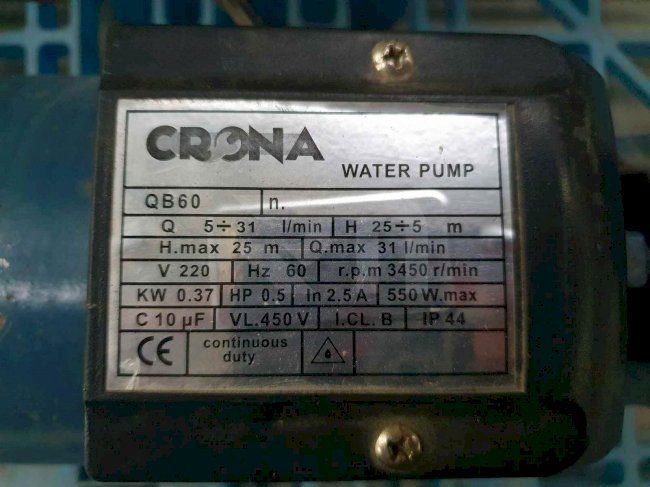 CRONA
WATER PUMP
QB60 n.
Q 5÷31 l/min H 25÷5 m
H.max 25 m Q.max 31 l/min
V 220 Hz 60 r.p.m 3450 r/min
KW 0.37 HP 0.5 In 2.5 A 550 W.max
C 10 µF VL.450 V I.CL. B IP 44
CE continuous
duty